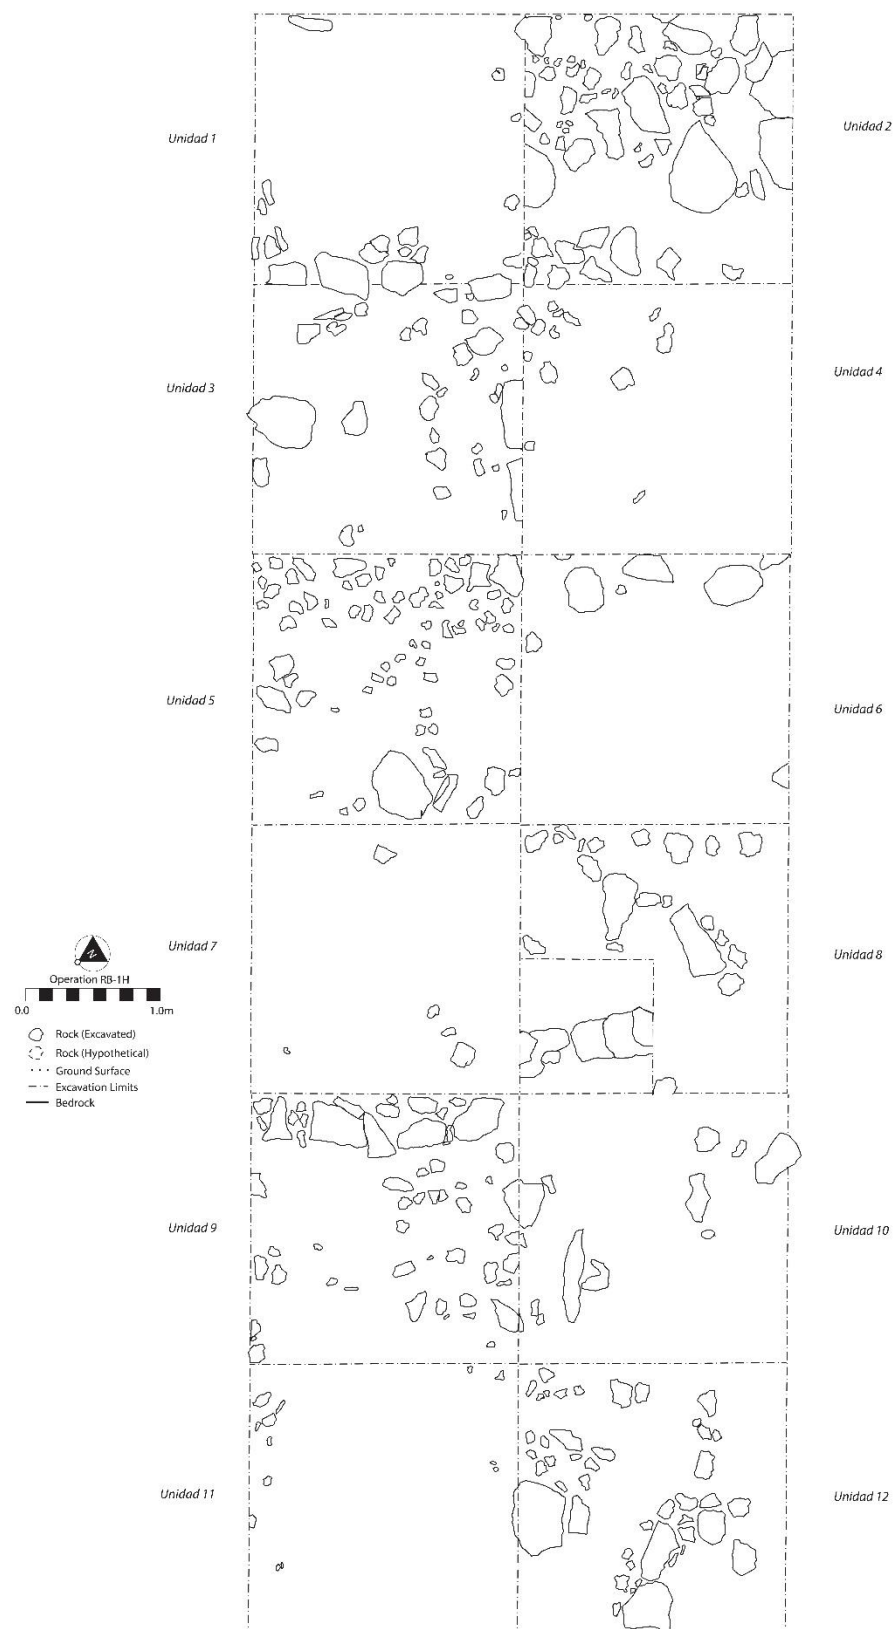 Unidad 1
Unidad 2
Unidad 3
Unidad 4
Unidad 5
Unidad 6
Unidad 7
Unidad 8
N
Operation RB-1H
0.0 1.0m
Rock (Excavated)
Rock (Hypothetical)
Ground Surface
Excavation Limits
Bedrock
Unidad 9
Unidad 10
Unidad 11
Unidad 12